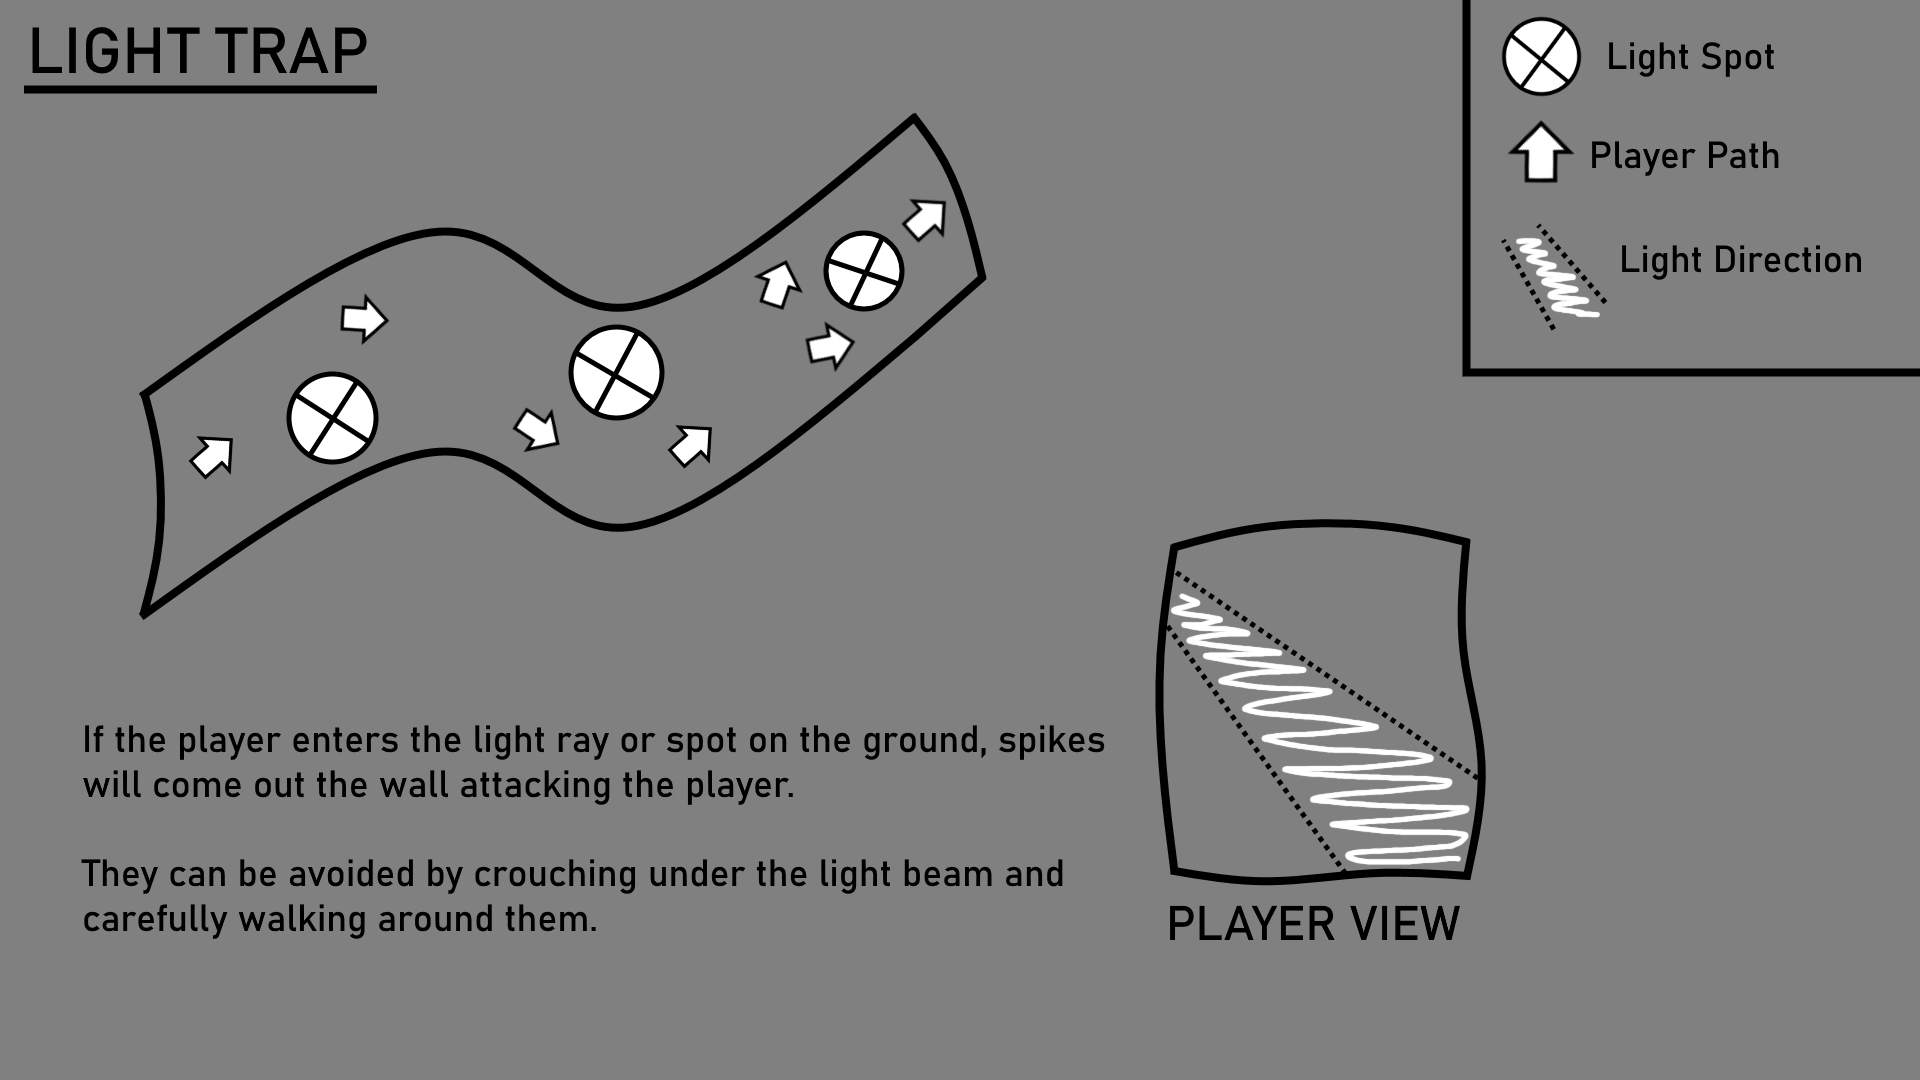 LIGHT TRAP
Light Spot
Player Path
Light Direction
If the player enters the light ray or spot on the ground, spikes
will come out the wall attacking the player.
They can be avoided by crouching under the light beam and
carefully walking around them.
PLAYER VIEW